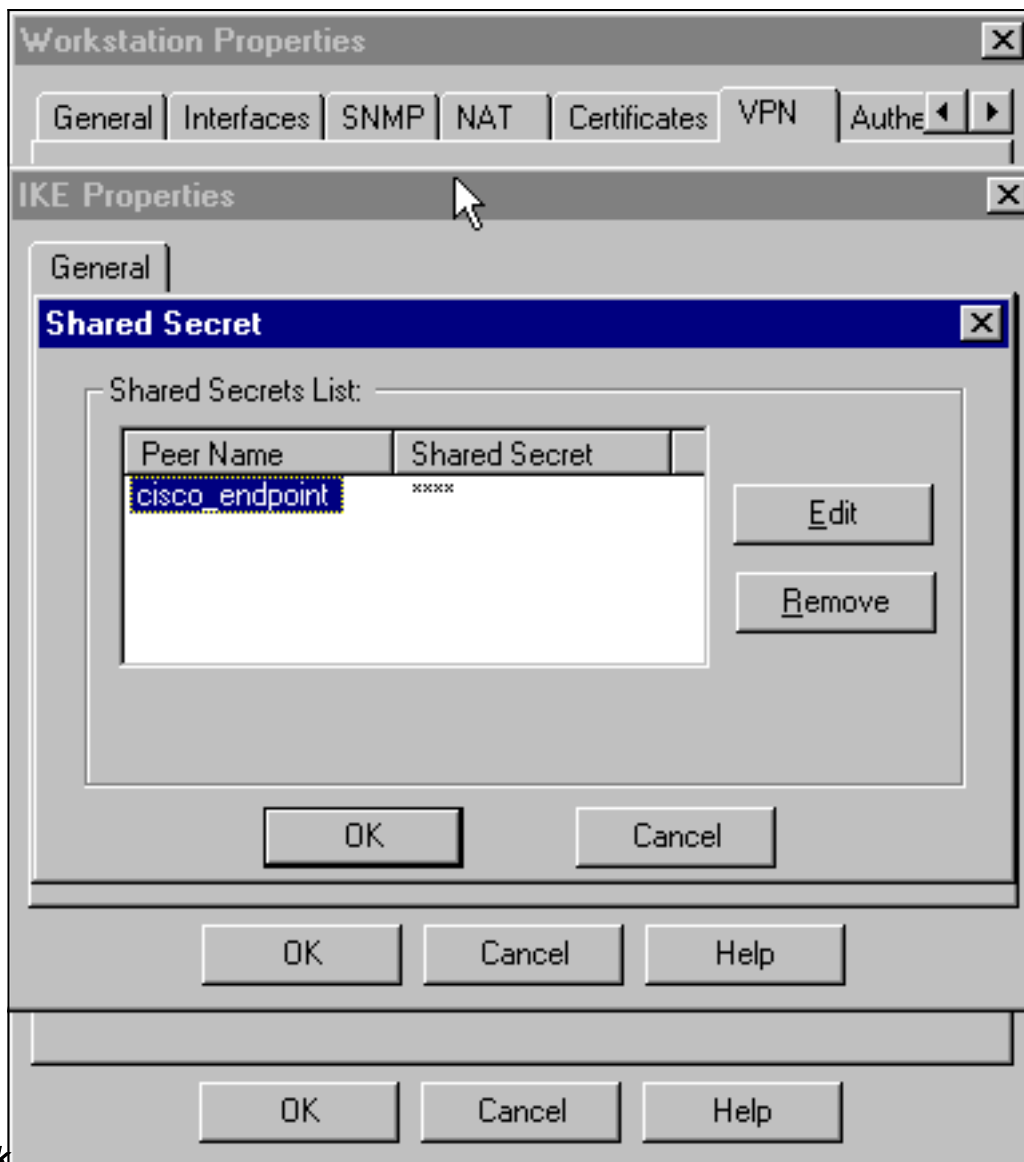 Workstation Properties
General Interfaces SNMP NAT Certificates VPN Authe
IKE Properties
General
Shared Secret
Shared Secrets List:
Peer Name Shared Secret
cisco_endpoint ****
Edit
Remove
OK Cancel
OK Cancel Help
OK Cancel Help
k